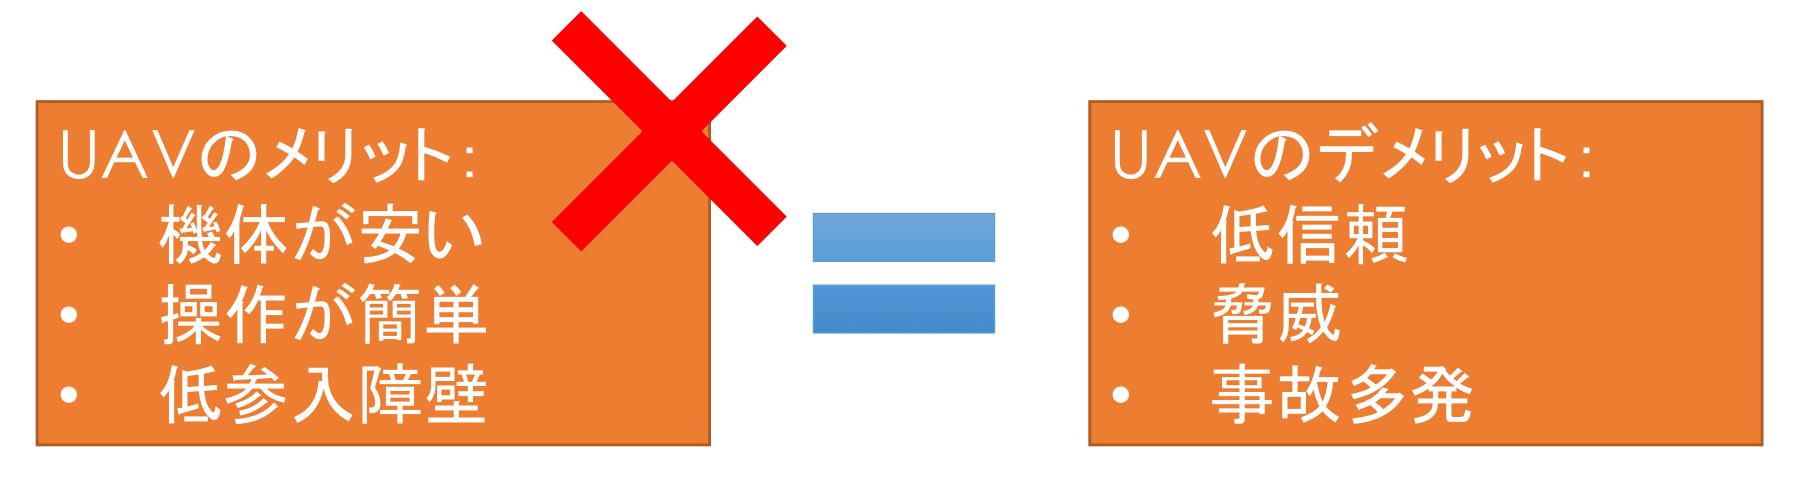 UAVのメリット：
• 機体が安い
• 操作が簡単
• 低参入障壁
UAVのデメリット：
• 低信頼
• 脅威
• 事故多発